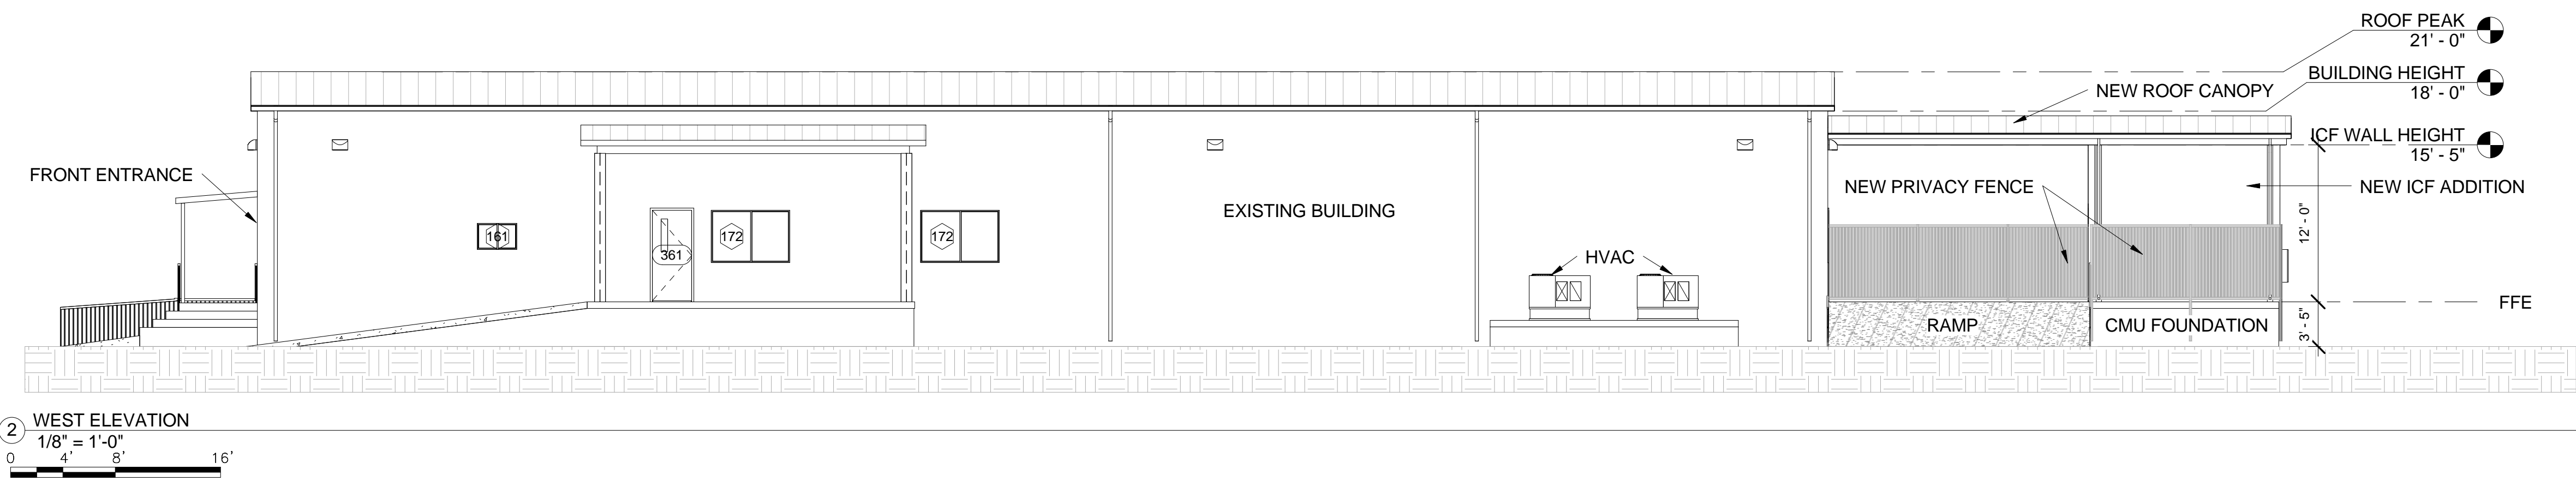 ROOF PEAK
21' - 0"
BUILDING HEIGHT
18' - 0"
NEW ROOF CANOPY
ICF WALL HEIGHT
15' - 5"
FRONT ENTRANCE
NEW PRIVACY FENCE
NEW ICF ADDITION
EXISTING BUILDING
161
172
172
361
12' - 0"
HVAC
FFE
RAMP
CMU FOUNDATION
3' - 5"
2
WEST ELEVATION
1/8" = 1'-0"
0 4' 8' 16'